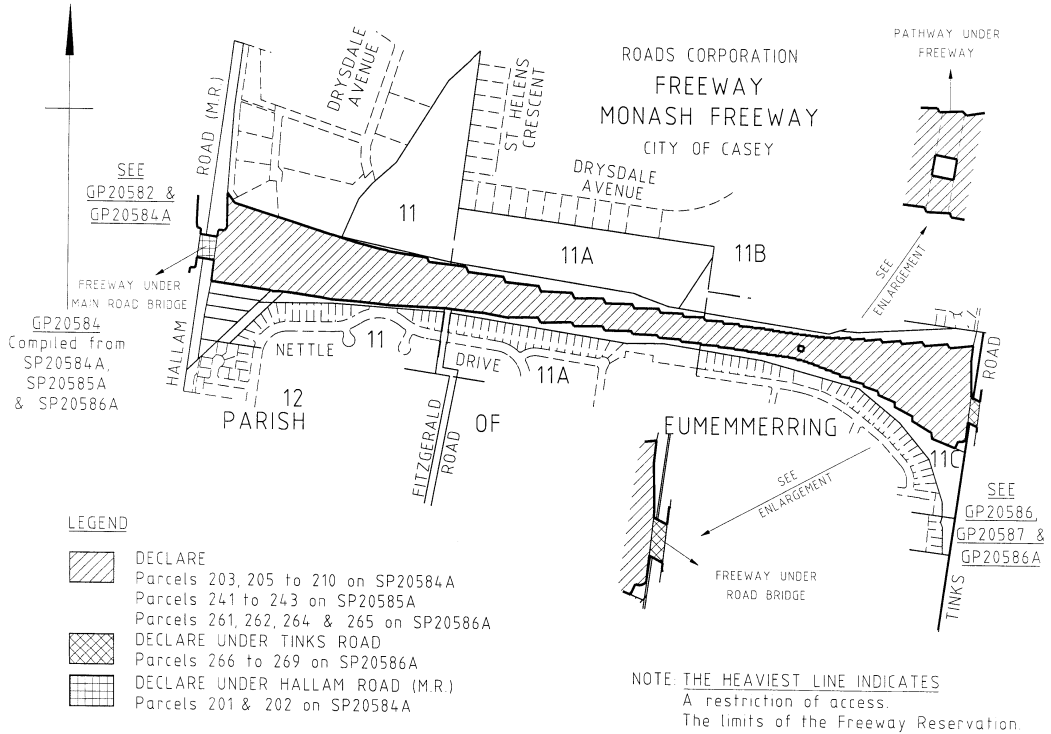 ROADS CORPORATION
FREEWAY
MONASH FREEWAY
CITY OF CASEY
PATHWAY UNDER
FREEWAY
DRYSDALE
AVENUE
ST HELENS
CRESCENT
ROAD (M.R.)
HALLAM
SEE
GP20582 &
GP20584A
DRYSDALE
AVENUE
11
11A
11B
SEE
ENLARGEMENT
FREEWAY UNDER
MAIN ROAD BRIDGE
GP20584
Compiled from
SP20584A,
SP20585A
& SP20586A
NETTLE
11
DRIVE
11A
12
PARISH
OF
EUMEMMERRING
FITZGERALD
ROAD
ROAD
11C
SEE
ENLARGEMENT
SEE
GP20586,
GP20587 &
GP20586A
TINKS
FREEWAY UNDER
ROAD BRIDGE
LEGEND
DECLARE
Parcels 203, 205 to 210 on SP20584A
Parcels 241 to 243 on SP20585A
Parcels 261, 262, 264 & 265 on SP20586A
DECLARE UNDER TINKS ROAD
Parcels 266 to 269 on SP20586A
DECLARE UNDER HALLAM ROAD (M.R.)
Parcels 201 & 202 on SP20584A
NOTE: THE HEAVIEST LINE INDICATES
A restriction of access.
The limits of the Freeway Reservation.